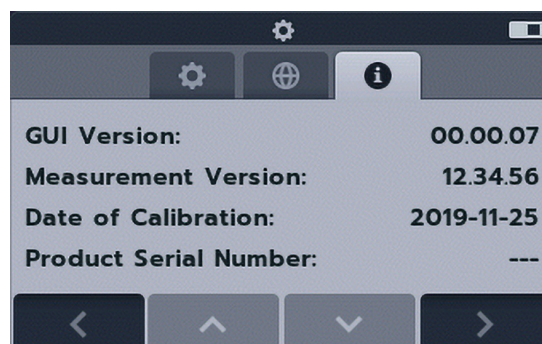 GUI Version: 00.00.07
Measurement Version: 12.34.56
Date of Calibration: 2019-11-25
Product Serial Number: ---